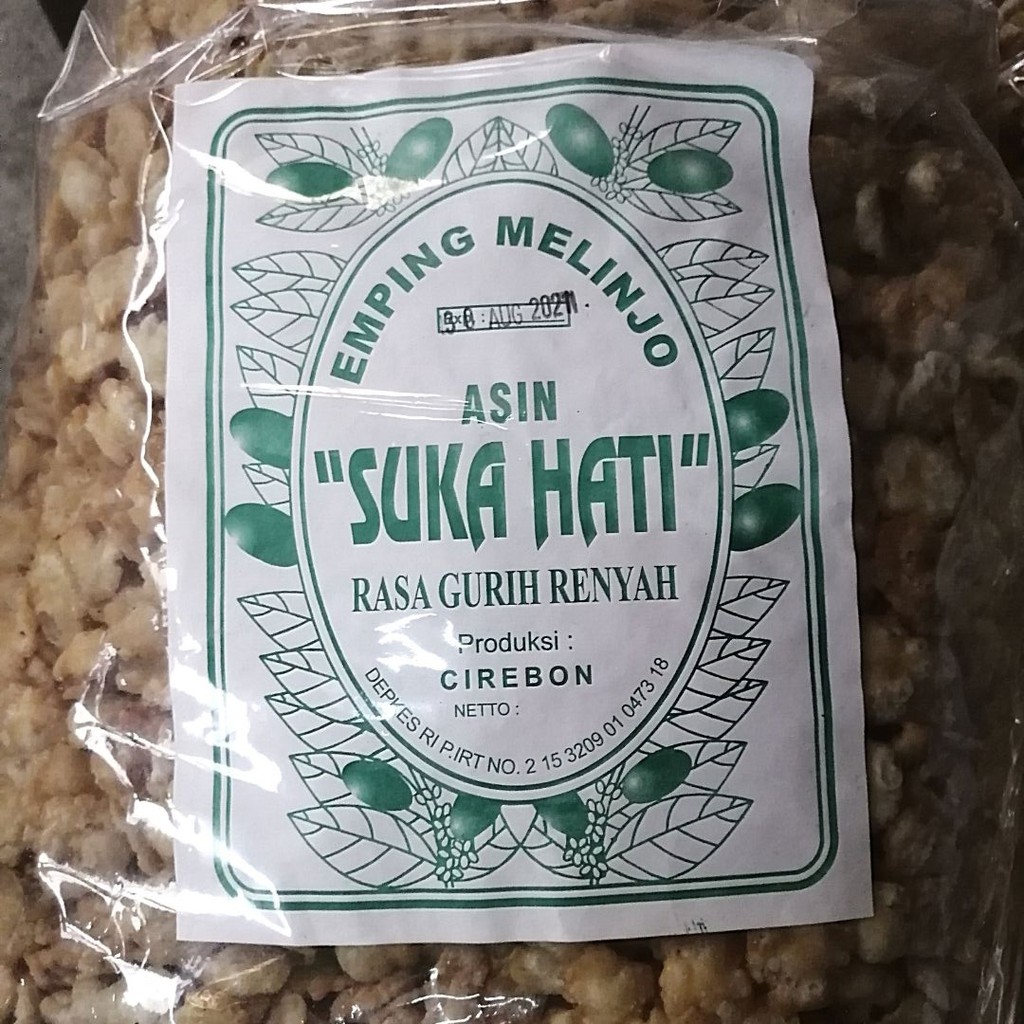 EMPING MELINJO
AUG 2021
ASIN
"SUKA HATI"
RASA GURIH RENYAH
Produksi :
CIREBON
NETTO :
DEPKES RI P.IRT NO. 2 15 3209 01 0473 18